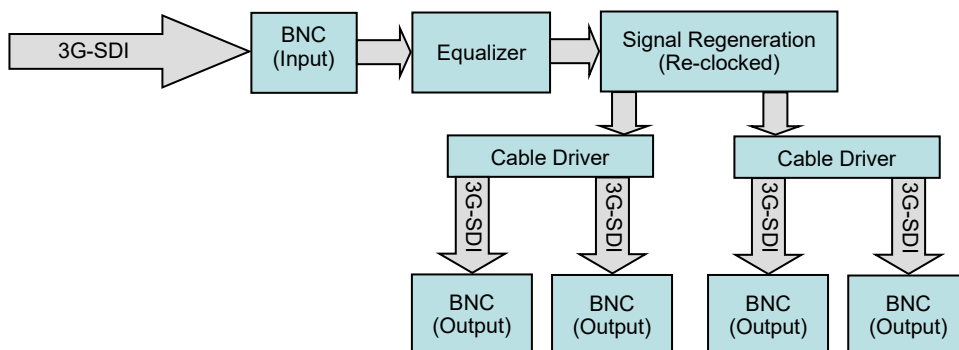 3G-SDI
BNC
(Input)
Equalizer
Signal Regeneration
(Re-clocked)
Cable Driver
Cable Driver
3G-SDI
3G-SDI
3G-SDI
3G-SDI
BNC
(Output)
BNC
(Output)
BNC
(Output)
BNC
(Output)